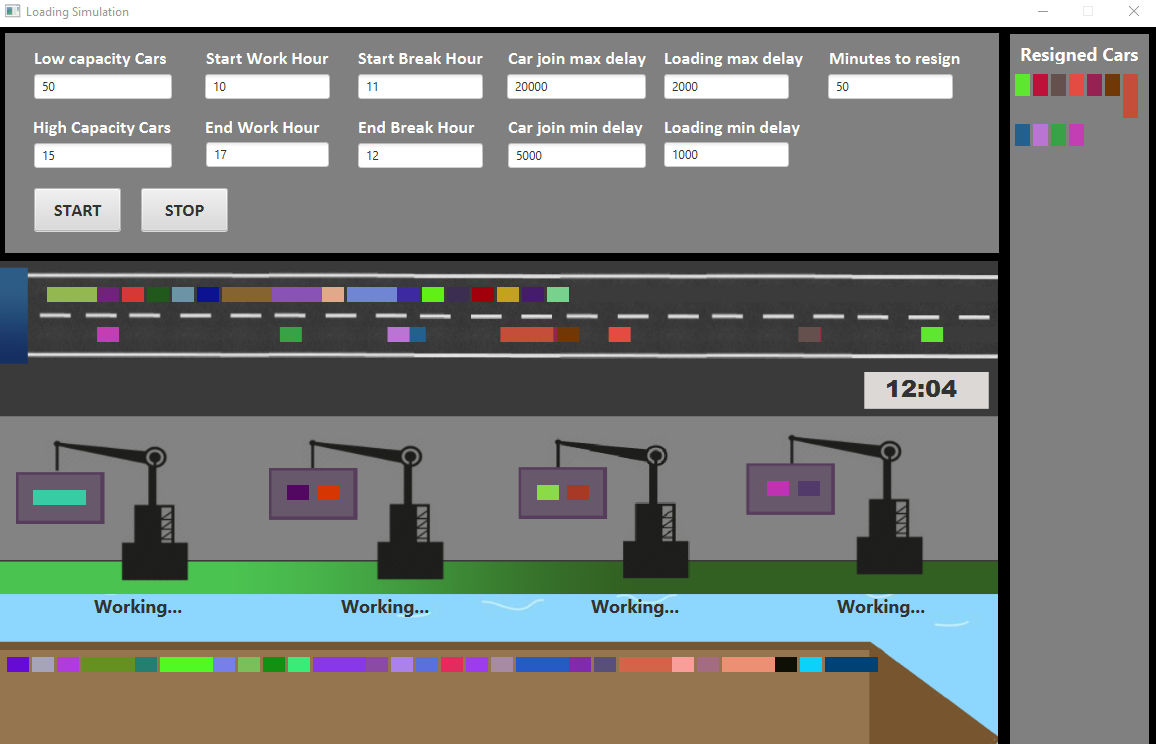 Loading Simulation
Low capacity Cars Start Work Hour Start Break Hour Car join max delay Loading max delay Minutes to resign
50 10 11 20000 2000 50
High Capacity Cars End Work Hour End Break Hour Car join min delay Loading min delay
15 17 12 5000 1000
START STOP
Resigned Cars
12:04
Working... Working... Working... Working...